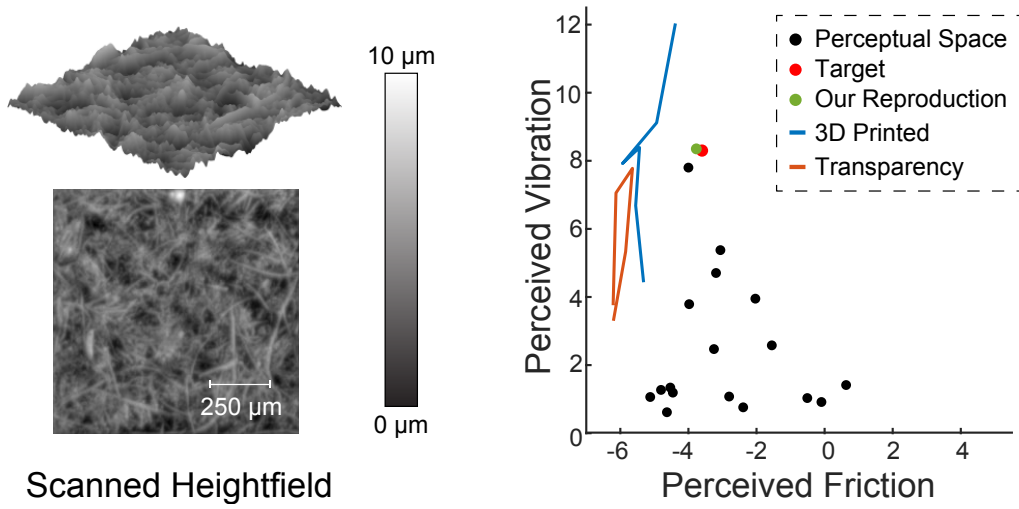 10 µm
0 µm
250 µm
Scanned Heightfield
Perceived Vibration
12
10
8
6
4
2
0
-6 -4 -2 0 2 4
Perceived Friction
Perceptual Space
Target
Our Reproduction
3D Printed
Transparency